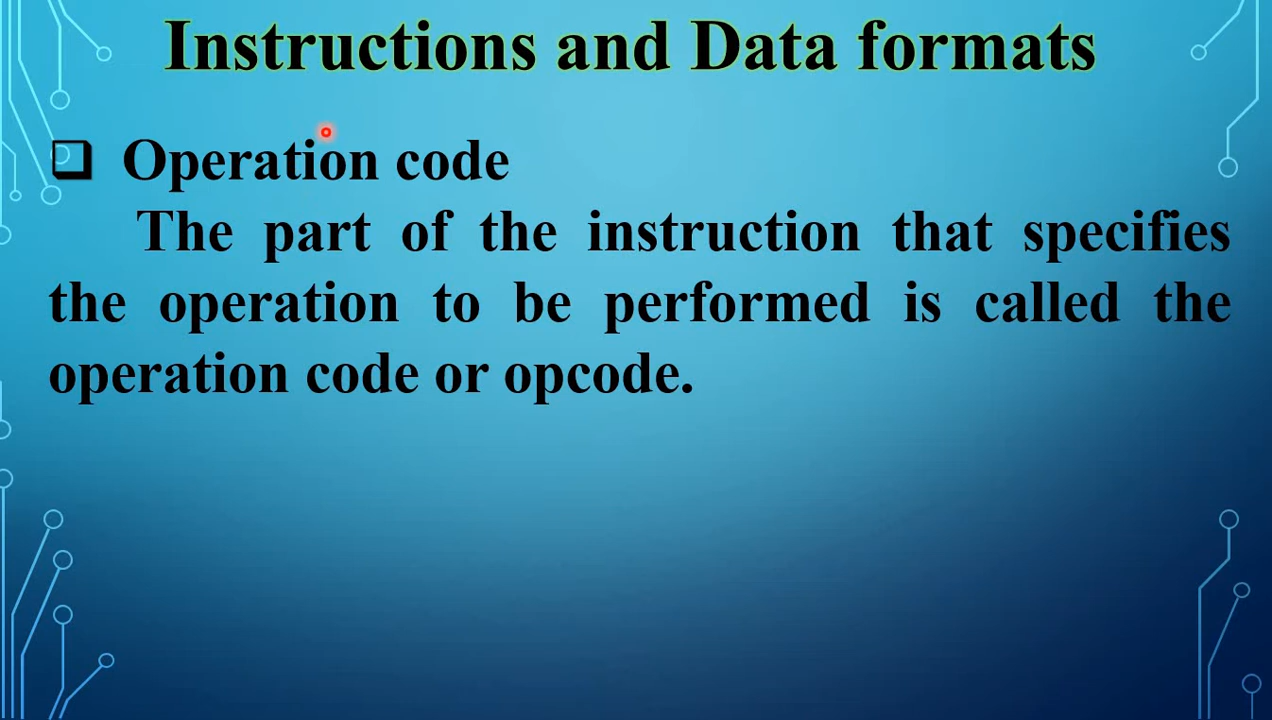 Instructions and Data formats
Operation code
The part of the instruction that specifies
the operation to be performed is called the
operation code or opcode.